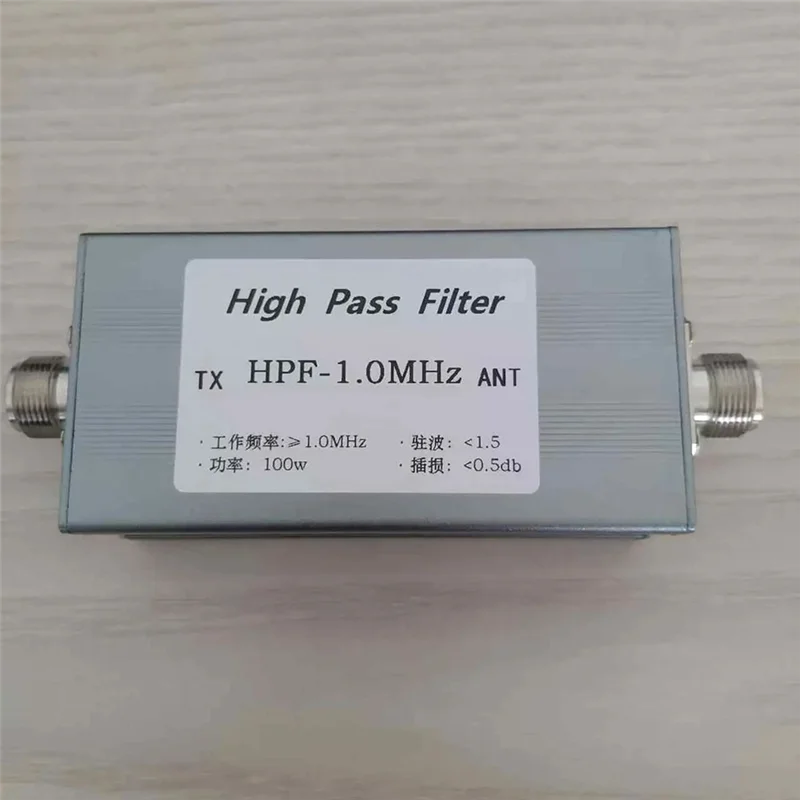 High Pass Filter
TX HPF-1.0MHz ANT
·工作频率:≥1.0MHz ·驻波: <1.5
·功率: 100w ·插损: <0.5db